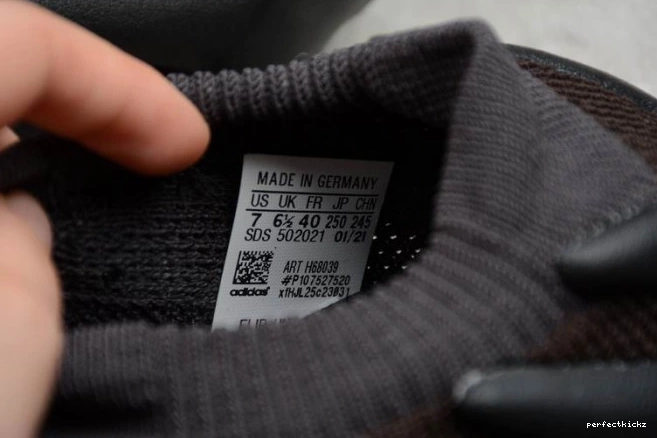 MADE IN GERMANY
US UK FR JP CHN
7 6½ 40 250 245
SDS 502021 01/21
ART H68039
#P107527520
x1HJL25c23031
adidas
perfectkickz